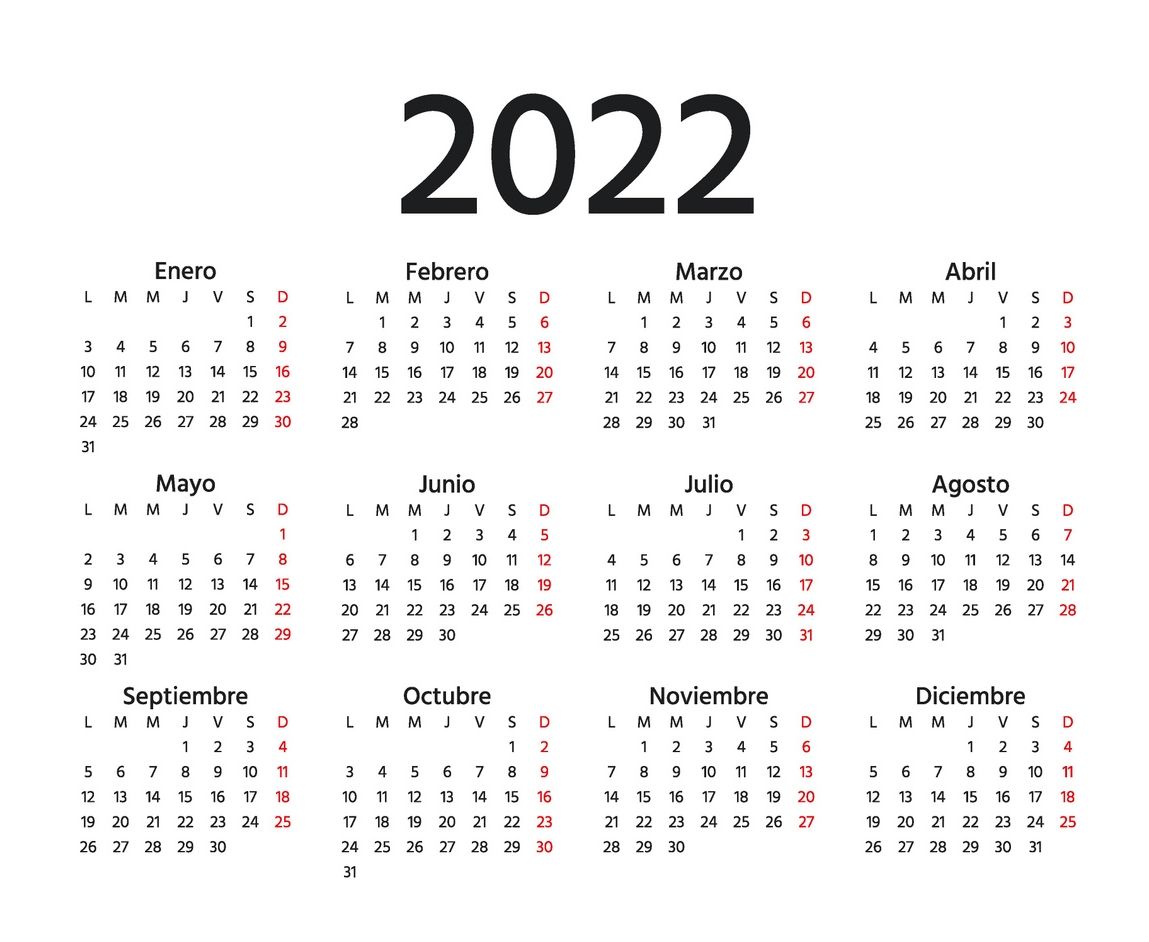 2022
Enero
L M M J V S D
1 2
3 4 5 6 7 8 9
10 11 12 13 14 15 16
17 18 19 20 21 22 23
24 25 26 27 28 29 30
31
Febrero
L M M J V S D
1 2 3 4 5 6
7 8 9 10 11 12 13
14 15 16 17 18 19 20
21 22 23 24 25 26 27
28
Marzo
L M M J V S D
1 2 3 4 5 6
7 8 9 10 11 12 13
14 15 16 17 18 19 20
21 22 23 24 25 26 27
28 29 30 31
Abril
L M M J V S D
1 2 3
4 5 6 7 8 9 10
11 12 13 14 15 16 17
18 19 20 21 22 23 24
25 26 27 28 29 30
Mayo
L M M J V S D
1
2 3 4 5 6 7 8
9 10 11 12 13 14 15
16 17 18 19 20 21 22
23 24 25 26 27 28 29
30 31
Junio
L M M J V S D
1 2 3 4 5
6 7 8 9 10 11 12
13 14 15 16 17 18 19
20 21 22 23 24 25 26
27 28 29 30
Julio
L M M J V S D
1 2 3
4 5 6 7 8 9 10
11 12 13 14 15 16 17
18 19 20 21 22 23 24
25 26 27 28 29 30 31
Agosto
L M M J V S D
1 2 3 4 5 6 7
8 9 10 11 12 13 14
15 16 17 18 19 20 21
22 23 24 25 26 27 28
29 30 31
Septiembre
L M M J V S D
1 2 3 4
5 6 7 8 9 10 11
12 13 14 15 16 17 18
19 20 21 22 23 24 25
26 27 28 29 30
Octubre
L M M J V S D
1 2
3 4 5 6 7 8 9
10 11 12 13 14 15 16
17 18 19 20 21 22 23
24 25 26 27 28 29 30
31
Noviembre
L M M J V S D
1 2 3 4 5 6
7 8 9 10 11 12 13
14 15 16 17 18 19 20
21 22 23 24 25 26 27
28 29 30
Diciembre
L M M J V S D
1 2 3 4
5 6 7 8 9 10 11
12 13 14 15 16 17 18
19 20 21 22 23 24 25
26 27 28 29 30 31